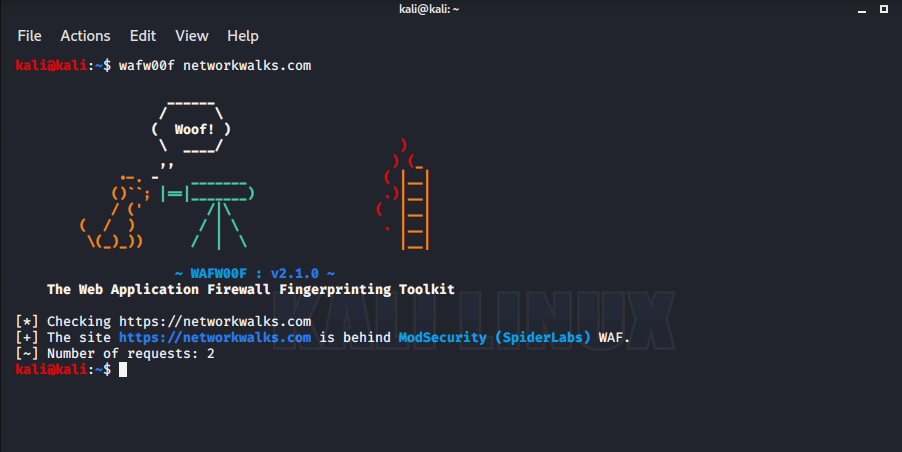 kali@kali: ~
File Actions Edit View Help
kali@kali:~$ wafw00f networkwalks.com
Woof!
~ WAFW00F : v2.1.0 ~
The Web Application Firewall Fingerprinting Toolkit
[*] Checking https://networkwalks.com
[+] The site https://networkwalks.com is behind ModSecurity (SpiderLabs) WAF.
[~] Number of requests: 2
kali@kali:~$
KALI LINUX